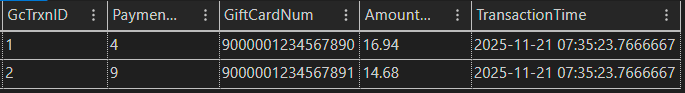 GcTrxnID Paymen... GiftCardNum Amount... TransactionTime
1 4 9000001234567890 16.94 2025-11-21 07:35:23.7666667
2 9 9000001234567891 14.68 2025-11-21 07:35:23.7666667